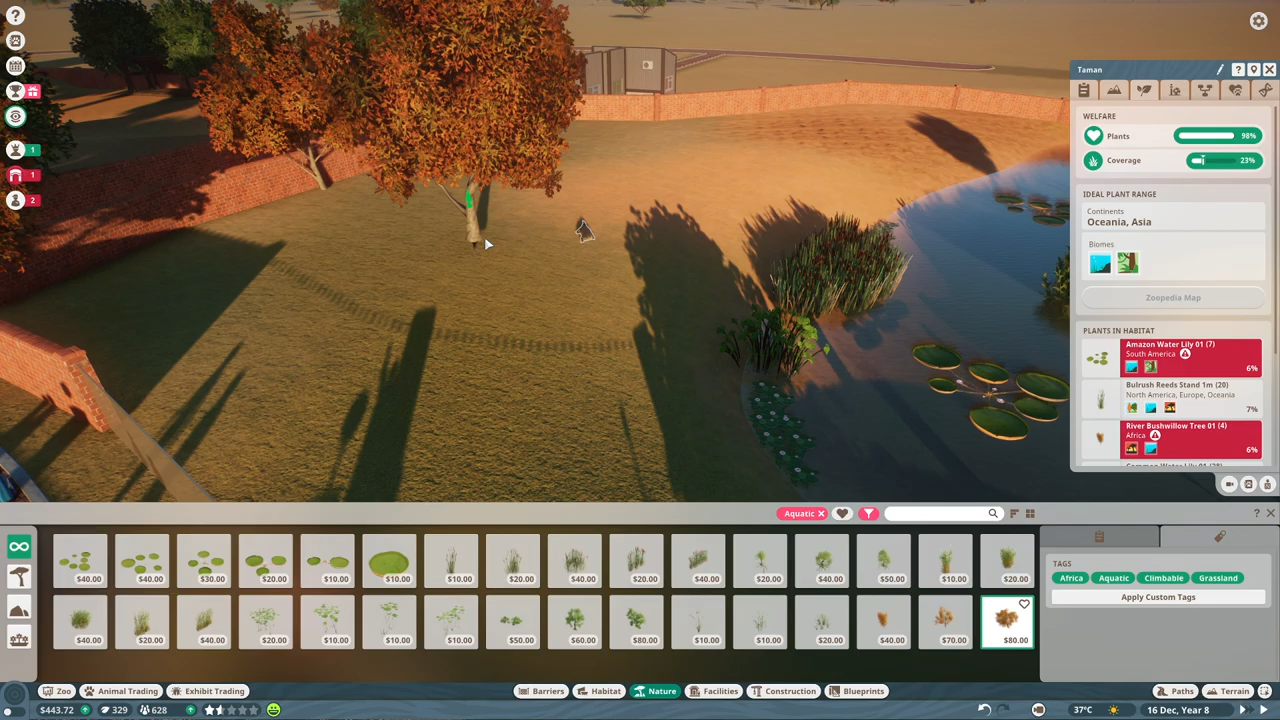 1
1
2
Taman
?
WELFARE
Plants
98%
Coverage
23%
IDEAL PLANT RANGE
Continents
Oceania, Asia
Biomes
Zoopedia Map
PLANTS IN HABITAT
Amazon Water Lily 01 (7)
South America
6%
Bulrush Reeds Stand 1m (20)
North America, Europe, Oceania
7%
River Bushwillow Tree 01 (4)
Africa
6%
Aquatic
?
$40.00 $40.00 $30.00 $20.00 $10.00 $10.00 $10.00 $20.00 $40.00 $20.00 $40.00 $20.00 $40.00 $50.00 $10.00 $20.00
$40.00 $20.00 $40.00 $20.00 $10.00 $10.00 $10.00 $50.00 $60.00 $80.00 $10.00 $10.00 $20.00 $40.00 $70.00 $80.00
TAGS
Africa Aquatic Climbable Grassland
Apply Custom Tags
Zoo Animal Trading Exhibit Trading Barriers Habitat Nature Facilities Construction Blueprints Paths Terrain
$443.72 329 628 37°C 16 Dec, Year 8